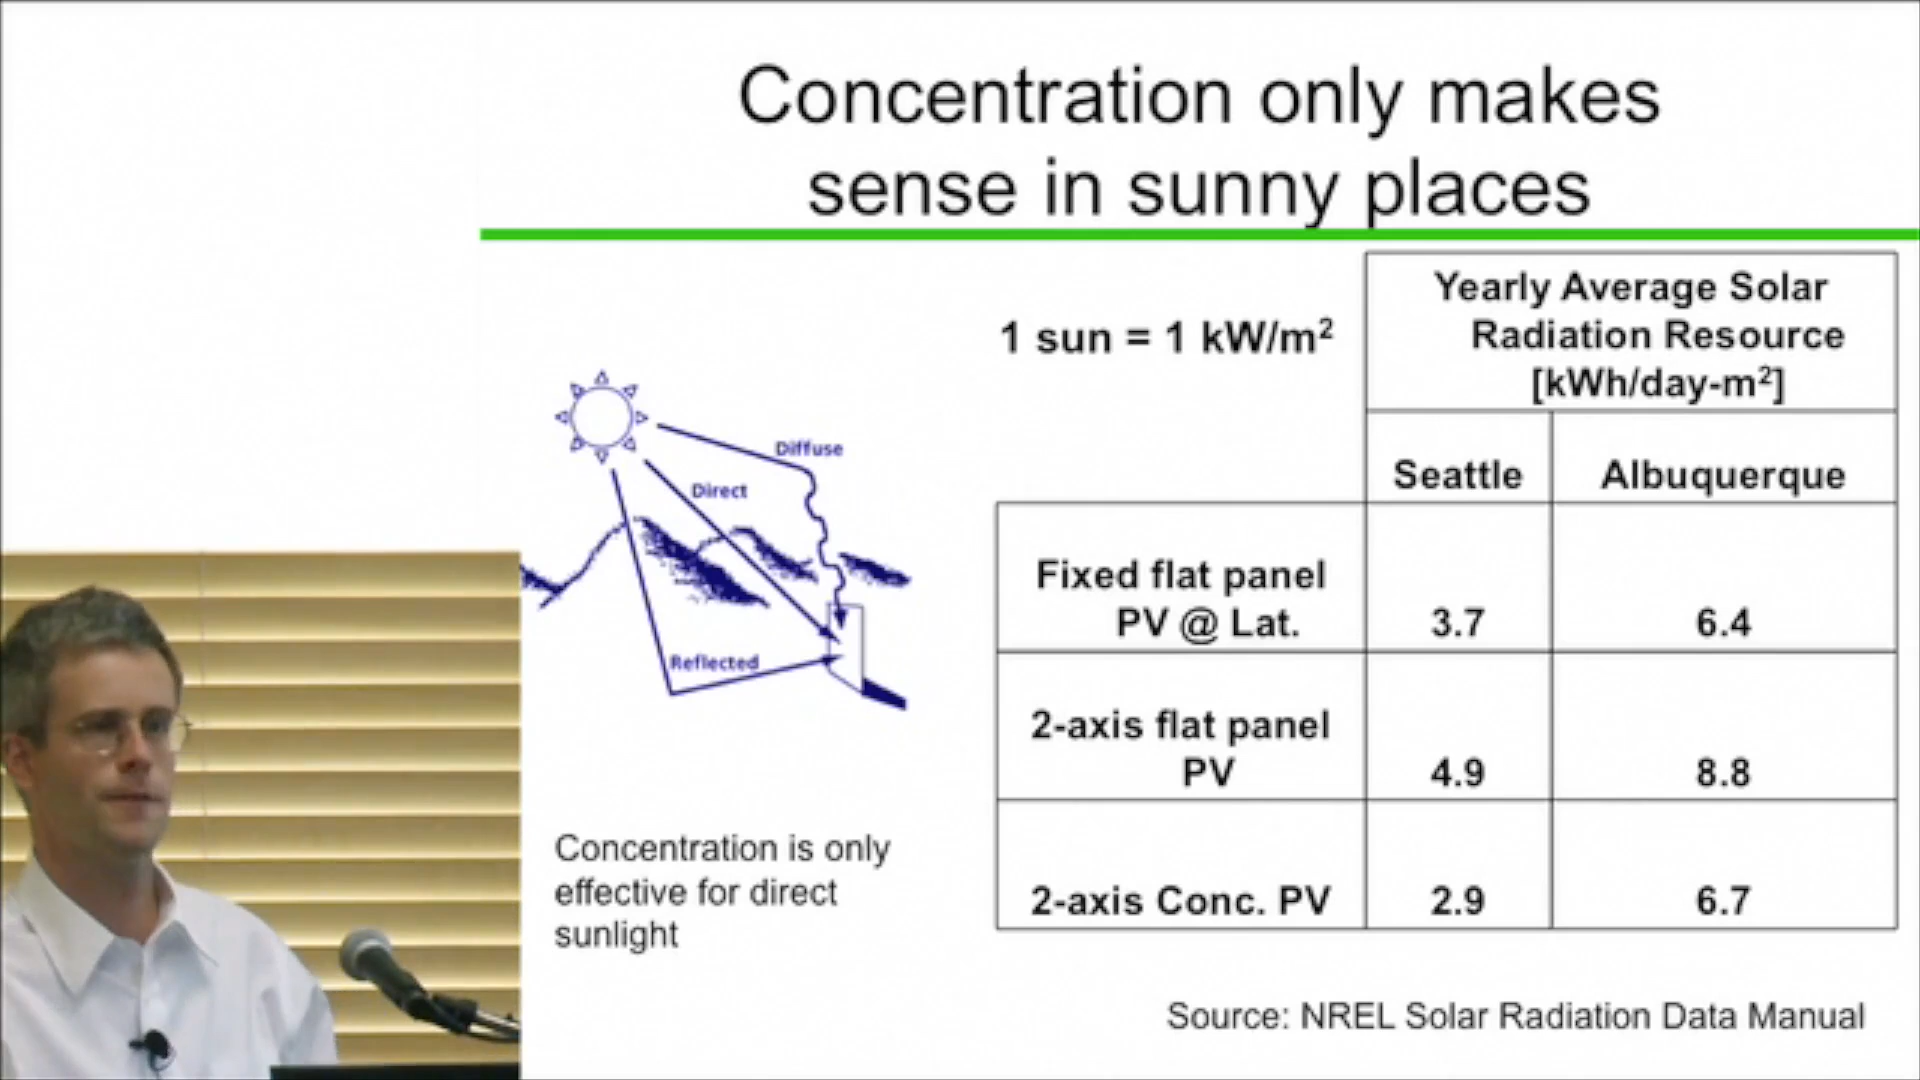 Concentration only makes
sense in sunny places
1 sun = 1 kW/m²
Yearly Average Solar
Radiation Resource
[kWh/day-m²]
Seattle Albuquerque
Fixed flat panel
PV @ Lat. 3.7 6.4
2-axis flat panel
PV 4.9 8.8
2-axis Conc. PV 2.9 6.7
Diffuse
Direct
Reflected
Concentration is only
effective for direct
sunlight
Source: NREL Solar Radiation Data Manual